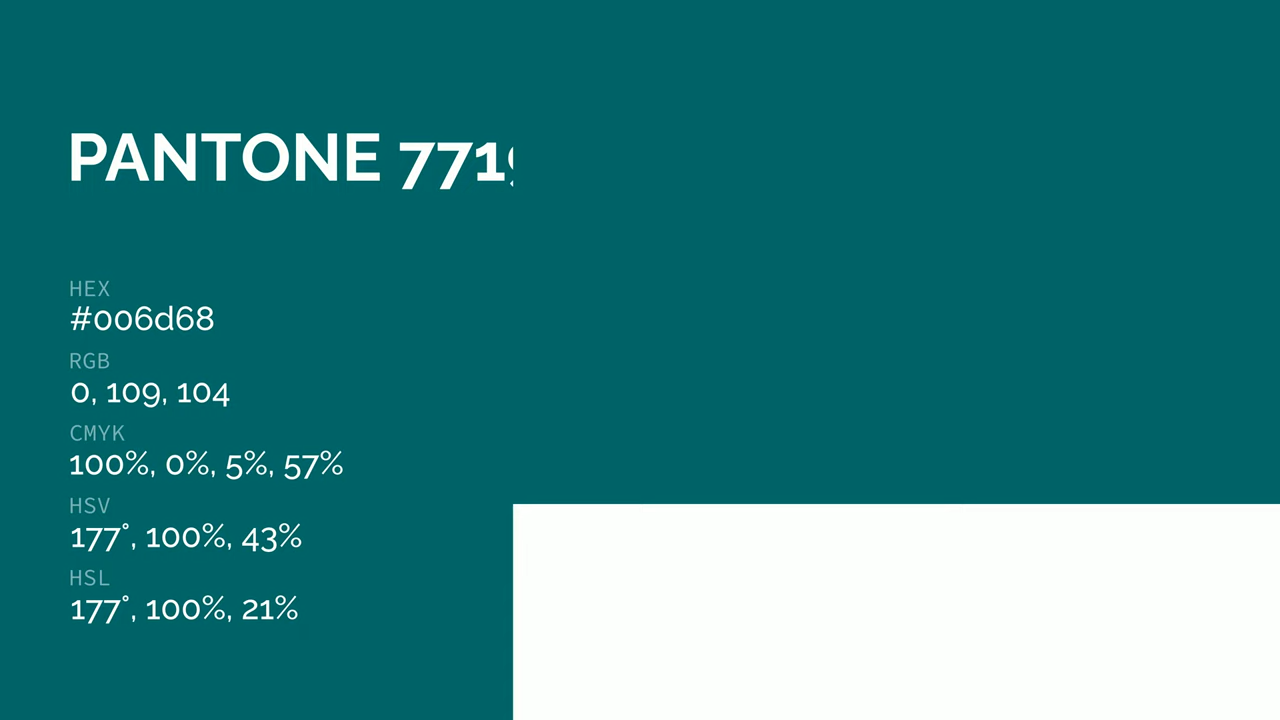 PANTONE 771
HEX
#006d68
RGB
0, 109, 104
CMYK
100%, 0%, 5%, 57%
HSV
177°, 100%, 43%
HSL
177°, 100%, 21%